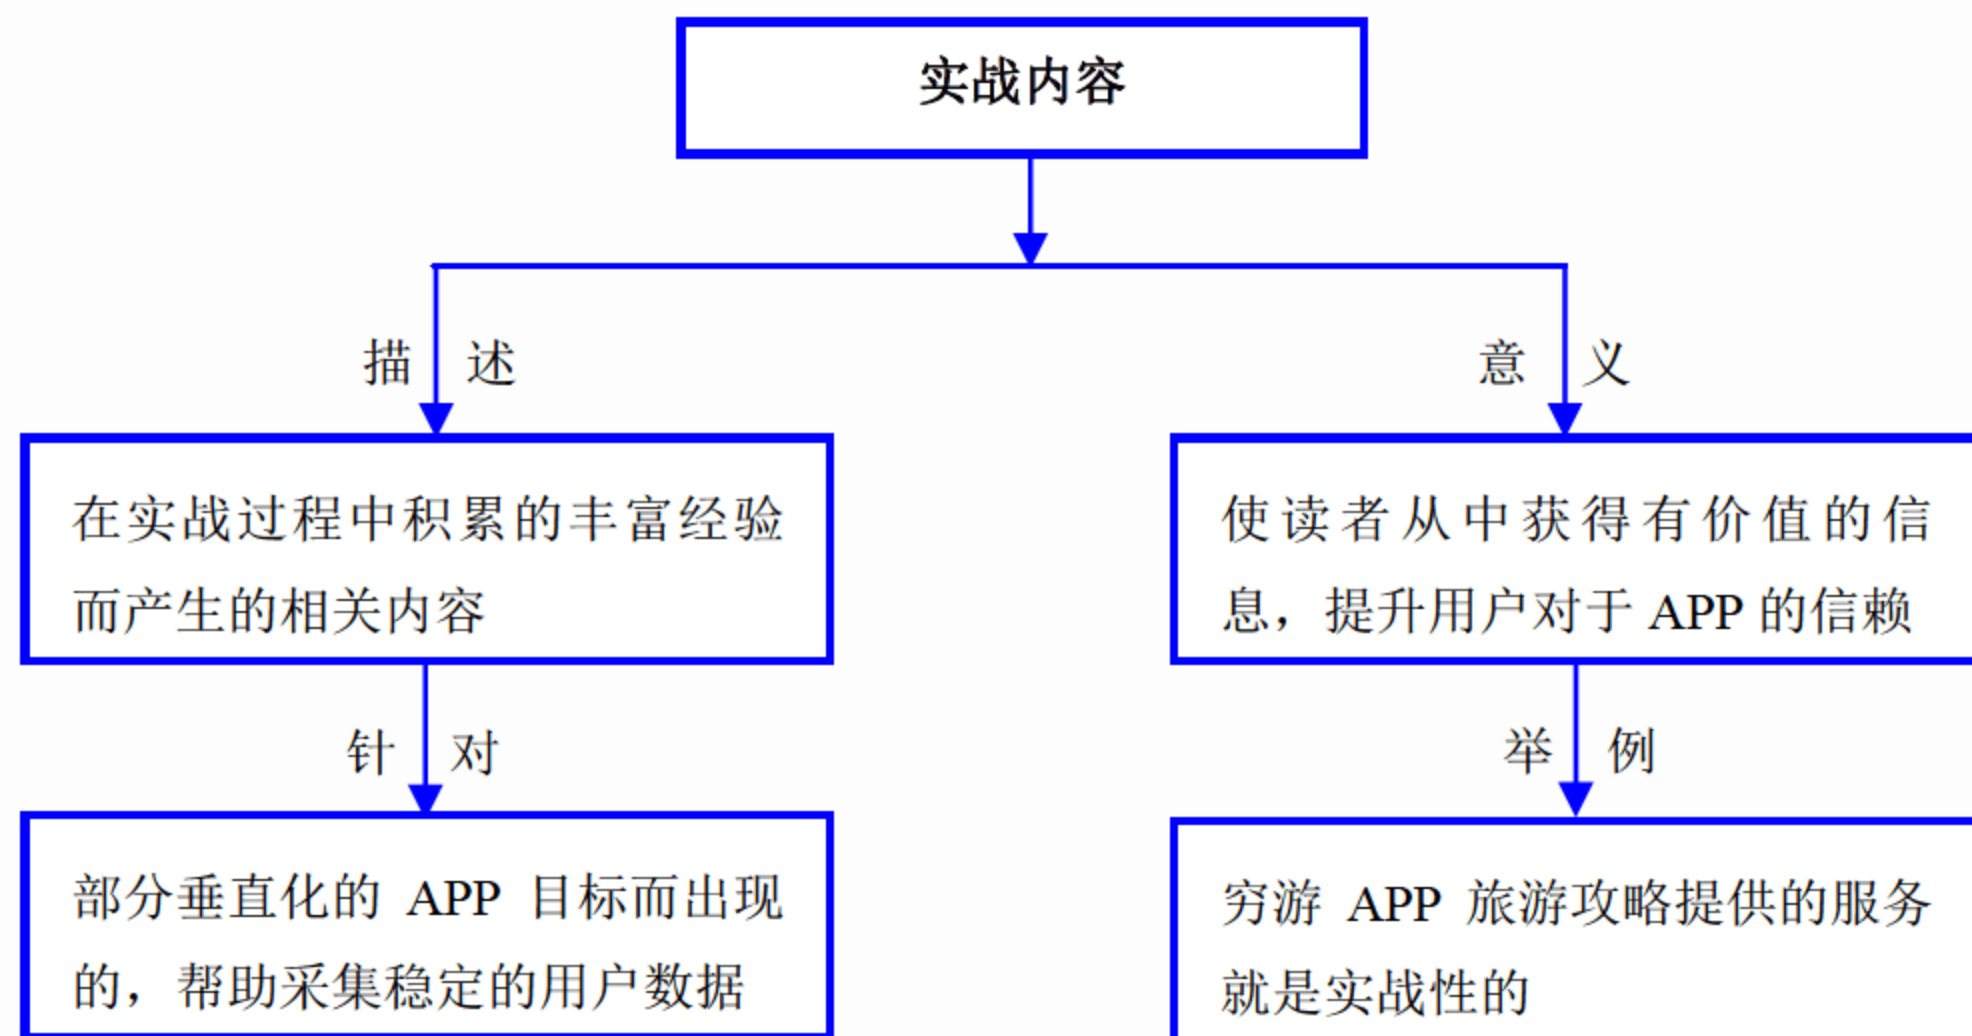 实战内容
描述
意义
在实战过程中积累的丰富经验
而产生的相关内容
使读者从中获得有价值的信
息，提升用户对于 APP 的信赖
针对
举例
部分垂直化的 APP 目标而出现
的，帮助采集稳定的用户数据
穷游 APP 旅游攻略提供的服务
就是实战性的